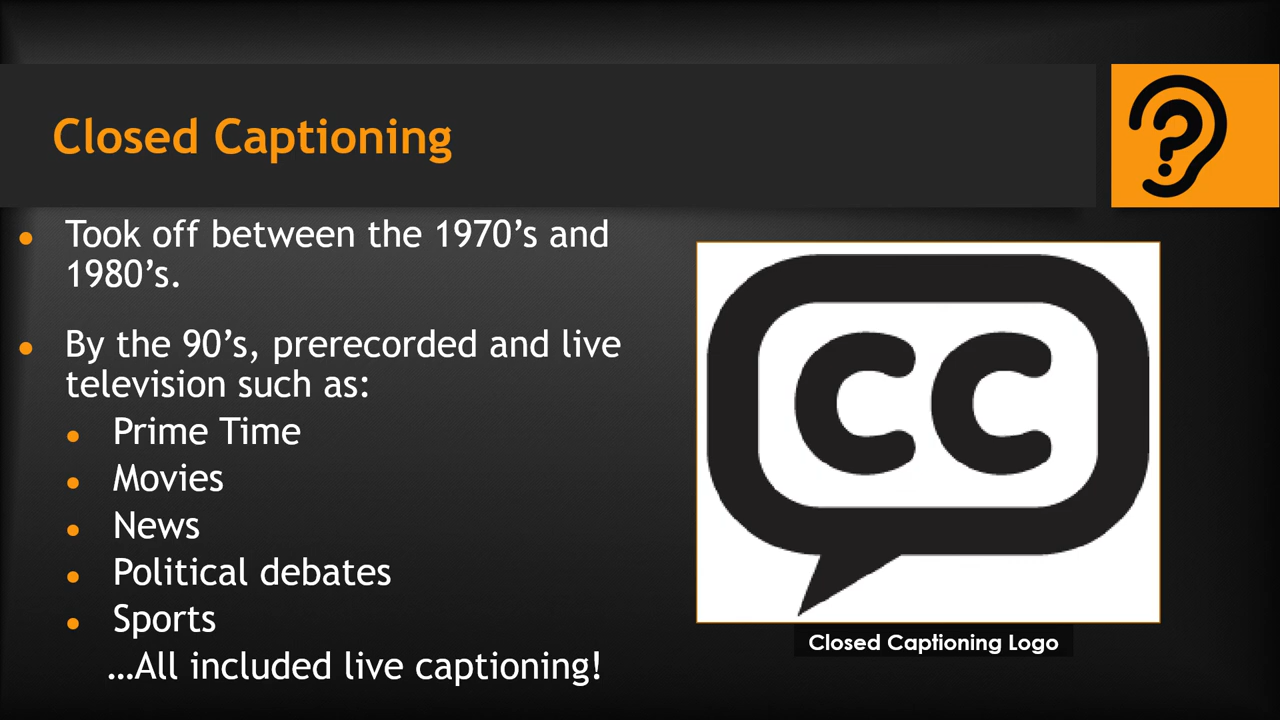 Closed Captioning
Took off between the 1970’s and
1980’s.
By the 90’s, prerecorded and live
television such as:
Prime Time
Movies
News
Political debates
Sports
…All included live captioning!
CC
Closed Captioning Logo